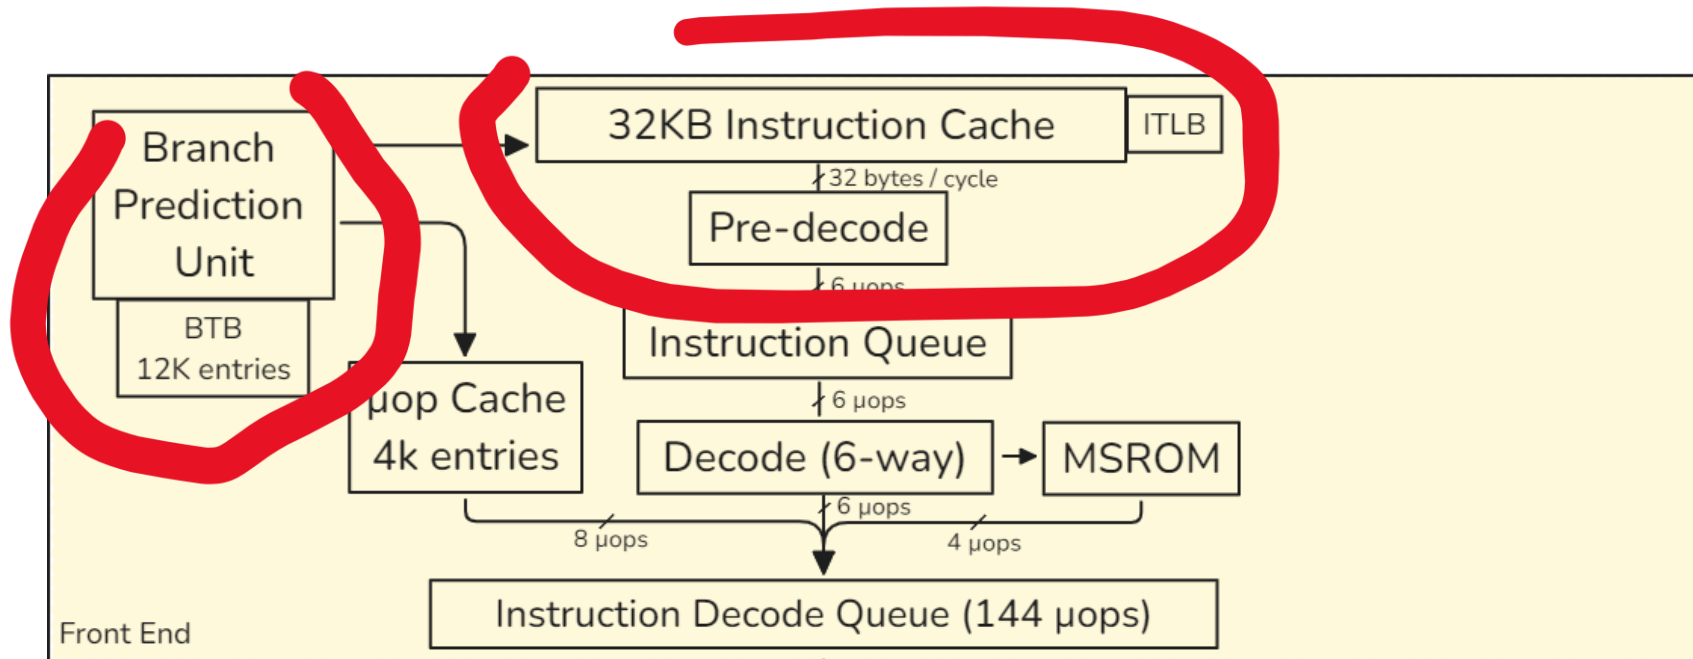 Branch
Prediction
Unit
BTB
12K entries
32KB Instruction Cache
ITLB
32 bytes / cycle
Pre-decode
6 µops
Instruction Queue
6 µops
µop Cache
4k entries
Decode (6-way)
MSROM
8 µops
6 µops
4 µops
Instruction Decode Queue (144 µops)
Front End